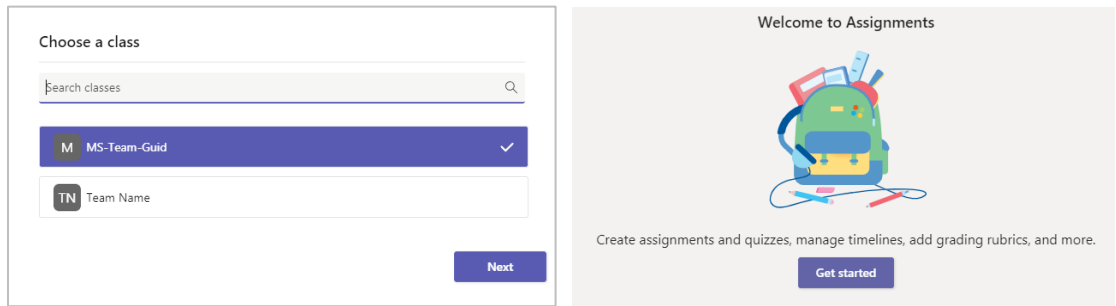 Choose a class
Search classes
M MS-Team-Guid
TN Team Name
Next
Welcome to Assignments
Create assignments and quizzes, manage timelines, add grading rubrics, and more.
Get started